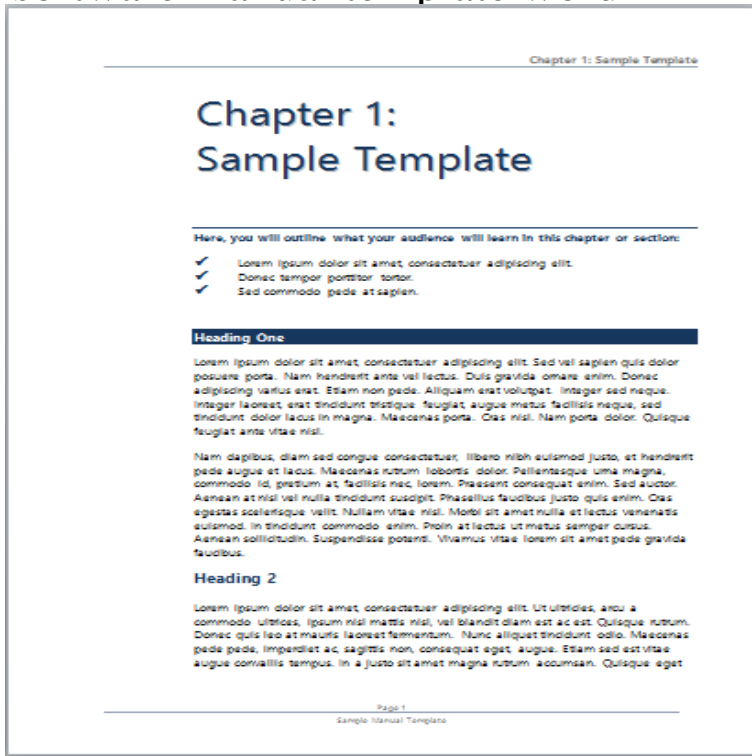 Chapter 1: Sample Template
Chapter 1:
Sample Template
Here, you will outline what your audience will learn in this chapter or section:
✓ Lorem ipsum dolor sit amet, consectetuer adipiscing elit.
✓ Donec tempor porttitor tortor.
✓ Sed commodo pede at sapien.
Heading One
Lorem ipsum dolor sit amet, consectetuer adipiscing elit. Sed vel sapien quis dolor
posuere porta. Nam hendrerit ante vel lectus. Duis gravida ornare enim. Donec
adipiscing varius erat. Etiam non pede. Aliquam erat volutpat. Integer sed neque.
Integer laoreet, erat tincidunt tristique feugiat, augue metus facilisis neque, sed
tincidunt dolor lacus in magna. Maecenas porta. Cras nisl. Nam porta dolor. Quisque
feugiat ante vitae nisl.
Nam dapibus, diam sed congue consectetuer, libero nibh euismod justo, et hendrerit
pede augue et lacus. Maecenas rutrum lobortis dolor. Pellentesque urna magna,
commodo id, pretium at, facilisis nec, lorem. Praesent consequat enim. Sed auctor.
Aenean at nisl vel nulla tincidunt suscipit. Phasellus faucibus justo quis enim. Cras
egestas scelerisque velit. Nullam vitae nisl. Morbi sit amet nulla et lectus venenatis
euismod. In tincidunt commodo enim. Proin at lectus ut metus semper cursus.
Aenean sollicitudin. Suspendisse potenti. Vivamus vitae lorem sit amet pede gravida
faucibus.
Heading 2
Lorem ipsum dolor sit amet, consectetuer adipiscing elit. Ut ultricies, arcu a
commodo ultrices, ipsum nisl mattis nisl, vel blandit diam est ac est. Quisque rutrum.
Donec quis leo at mauris laoreet fermentum. Nunc aliquet tincidunt odio. Maecenas
pede pede, imperdiet ac, sagittis non, consequat eget, augue. Etiam sed est vitae
augue convallis tempus. In a justo sit amet magna rutrum accumsan. Quisque eget
Page 1
Sample Manual Template